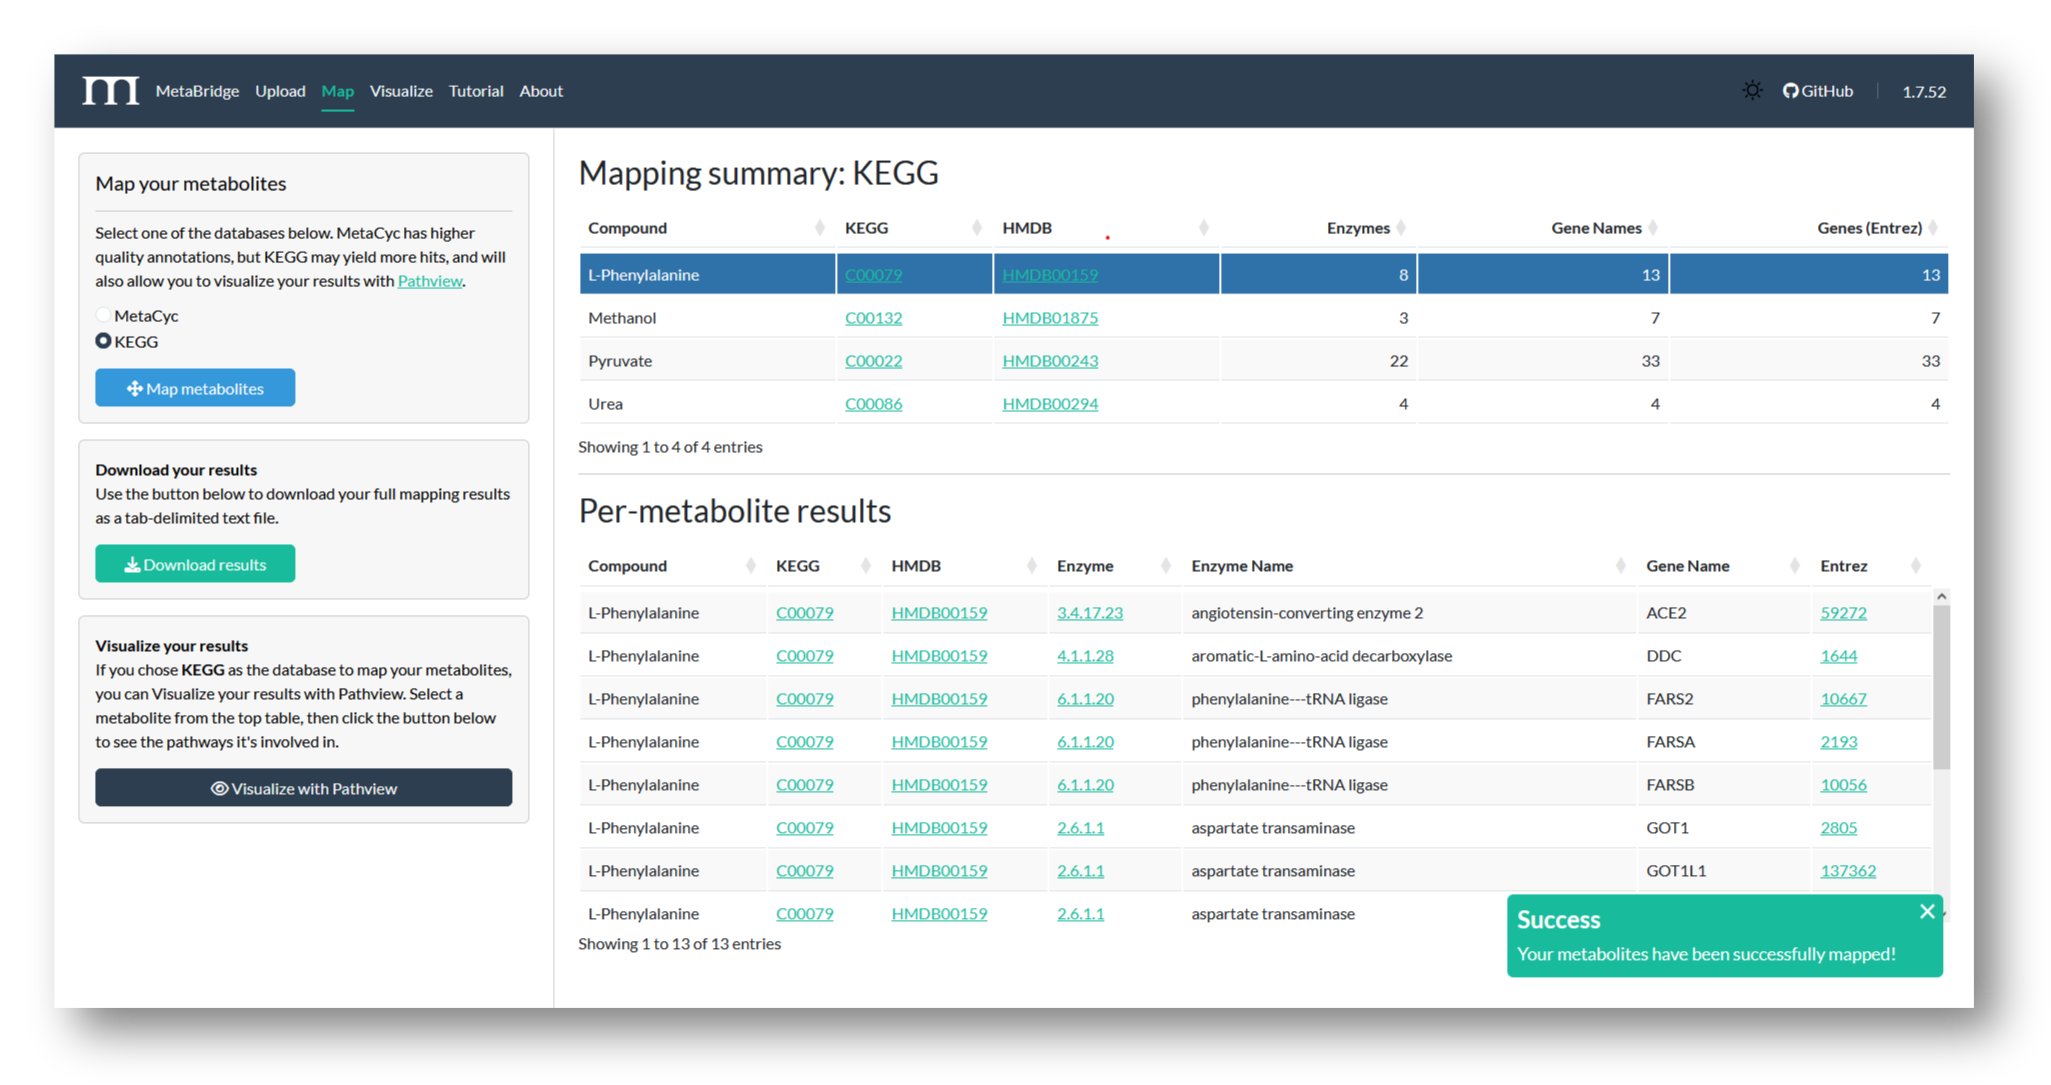 m MetaBridge Upload Map Visualize Tutorial About GitHub 1.7.52
Map your metabolites
Select one of the databases below. MetaCyc has higher
quality annotations, but KEGG may yield more hits, and will
also allow you to visualize your results with Pathview.
MetaCyc
KEGG
Map metabolites
Download your results
Use the button below to download your full mapping results
as a tab-delimited text file.
Download results
Visualize your results
If you chose KEGG as the database to map your metabolites,
you can Visualize your results with Pathview. Select a
metabolite from the top table, then click the button below
to see the pathways it's involved in.
Visualize with Pathview
Mapping summary: KEGG
Compound KEGG HMDB Enzymes Gene Names Genes (Entrez)
L-Phenylalanine C00079 HMDB00159 8 13 13
Methanol C00132 HMDB01875 3 7 7
Pyruvate C00022 HMDB00243 22 33 33
Urea C00086 HMDB00294 4 4 4
Showing 1 to 4 of 4 entries
Per-metabolite results
Compound KEGG HMDB Enzyme Enzyme Name Gene Name Entrez
L-Phenylalanine C00079 HMDB00159 3.4.17.23 angiotensin-converting enzyme 2 ACE2 59272
L-Phenylalanine C00079 HMDB00159 4.1.1.28 aromatic-L-amino-acid decarboxylase DDC 1644
L-Phenylalanine C00079 HMDB00159 6.1.1.20 phenylalanine---tRNA ligase FARS2 10667
L-Phenylalanine C00079 HMDB00159 6.1.1.20 phenylalanine---tRNA ligase FARSA 2193
L-Phenylalanine C00079 HMDB00159 6.1.1.20 phenylalanine---tRNA ligase FARSB 10056
L-Phenylalanine C00079 HMDB00159 2.6.1.1 aspartate transaminase GOT1 2805
L-Phenylalanine C00079 HMDB00159 2.6.1.1 aspartate transaminase GOT1L1 137362
L-Phenylalanine C00079 HMDB00159 2.6.1.1 aspartate transaminase
Showing 1 to 13 of 13 entries
Success
Your metabolites have been successfully mapped!